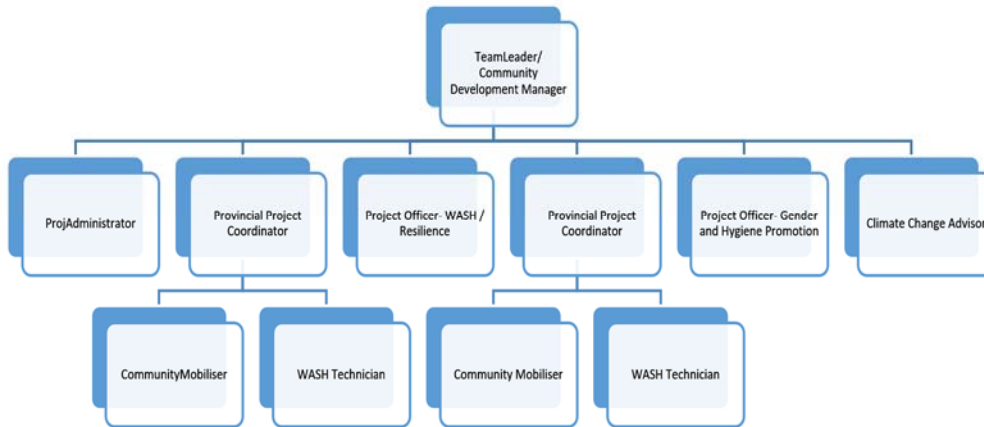 TeamLeader/
Community
Development Manager
ProjAdministrator
Provincial Project
Coordinator
Project Officer- WASH /
Resilience
Provincial Project
Coordinator
Project Officer- Gender
and Hygiene Promotion
Climate Change Advisor
CommunityMobiliser
WASH Technician
Community Mobiliser
WASH Technician